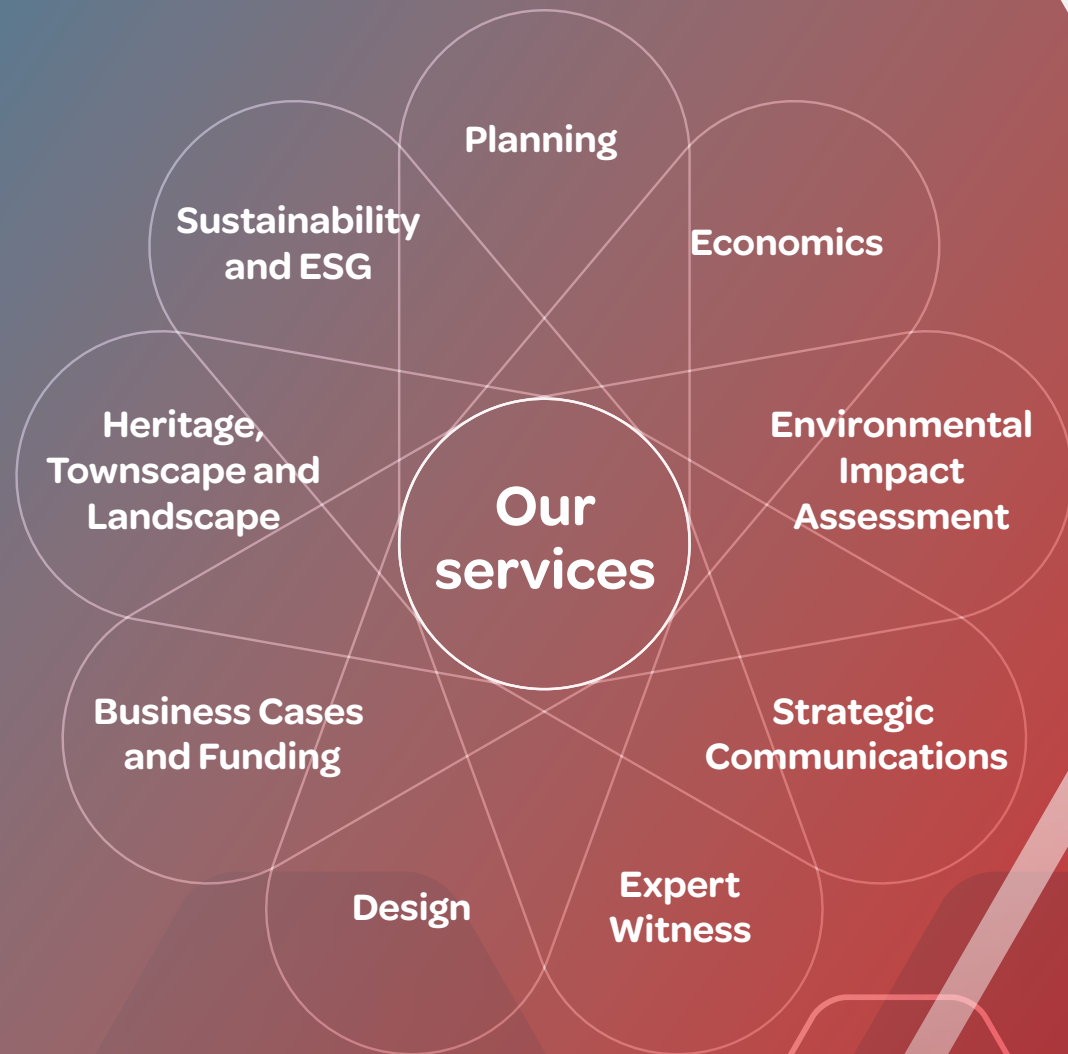 Planning
Sustainability
and ESG
Economics
Heritage,
Townscape and
Landscape
Environmental
Impact
Assessment
Our
services
Business Cases
and Funding
Strategic
Communications
Design
Expert
Witness